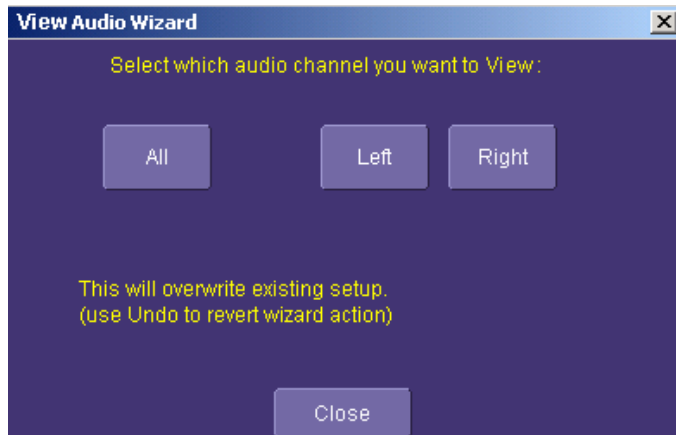 View Audio Wizard
Select which audio channel you want to View:
All Left Right
This will overwrite existing setup.
(use Undo to revert wizard action)
Close